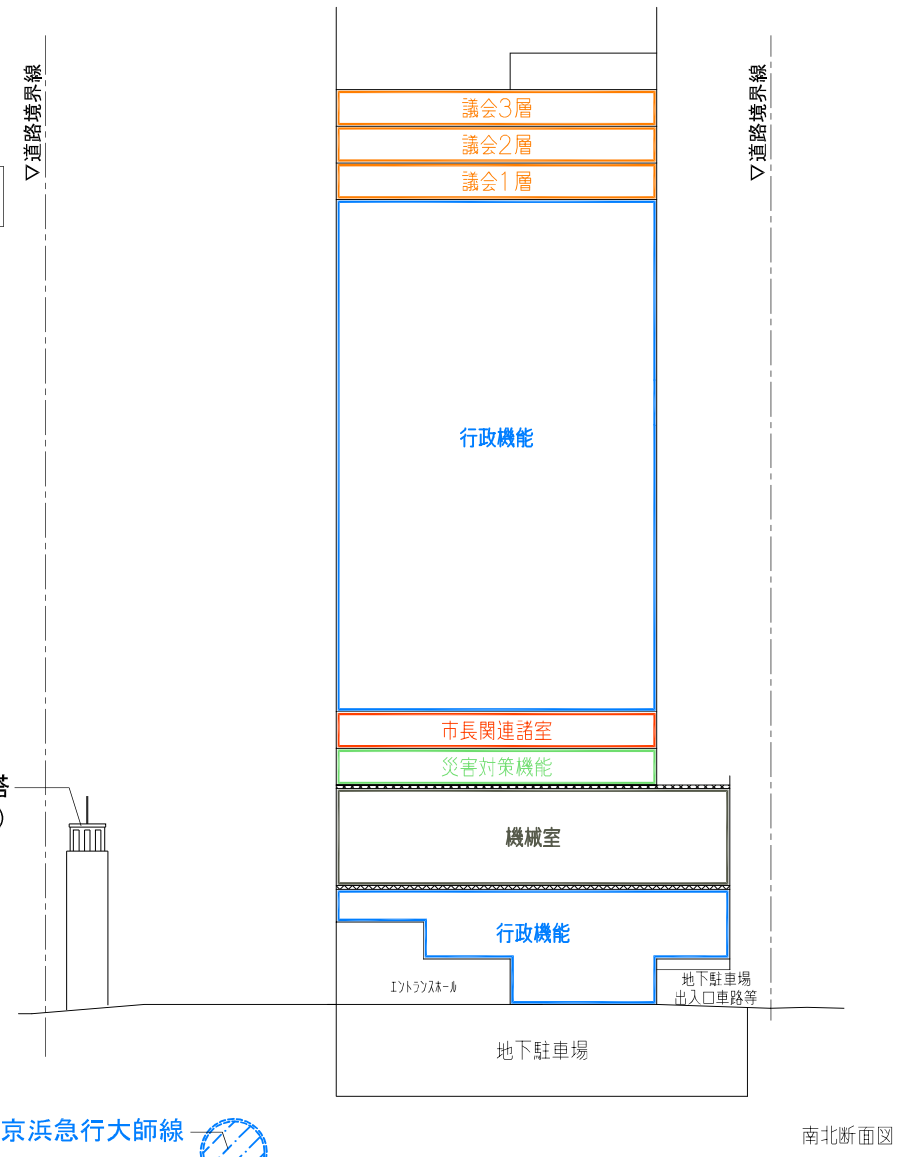 ▽道路境界線
▽道路境界線
議会3層
議会2層
議会1層
行政機能
市長関連諸室
災害対策機能
機械室
行政機能
エントランスホール
地下駐車場
出入口車路等
地下駐車場
京浜急行大師線
南北断面図